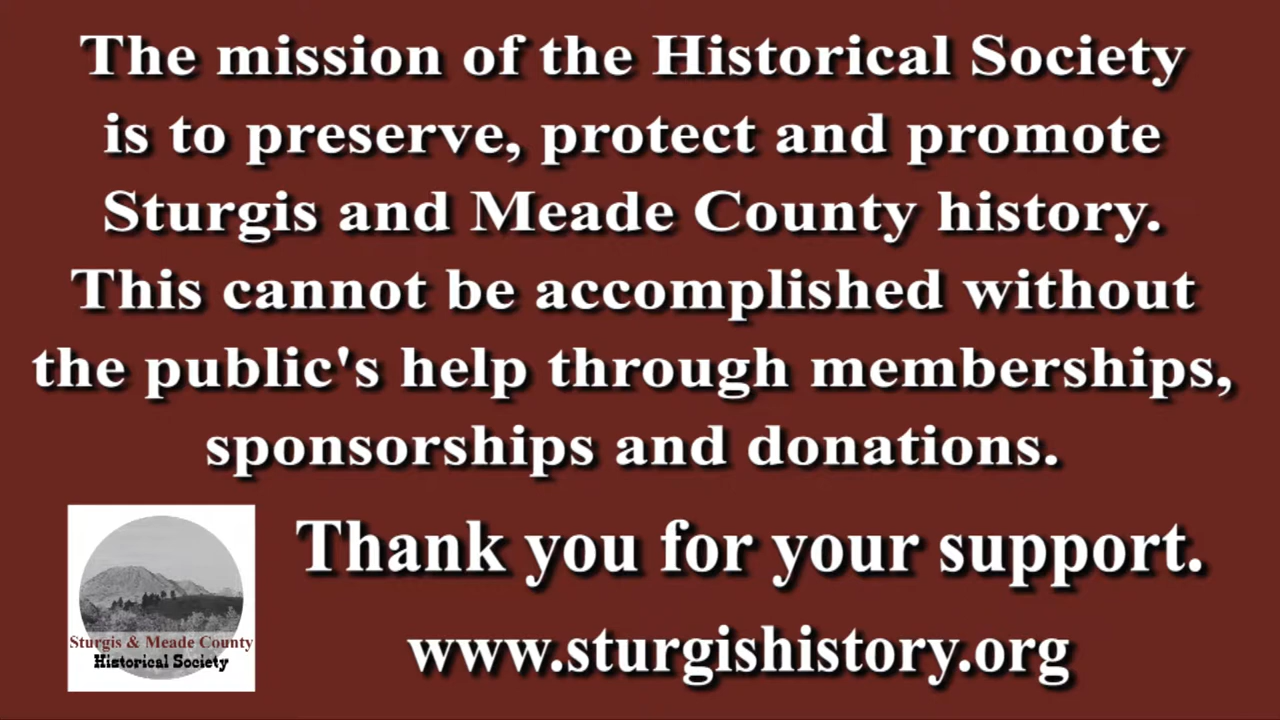 The mission of the Historical Society
is to preserve, protect and promote
Sturgis and Meade County history.
This cannot be accomplished without
the public's help through memberships,
sponsorships and donations.
Thank you for your support.
Sturgis & Meade County
Historical Society
www.sturgishistory.org